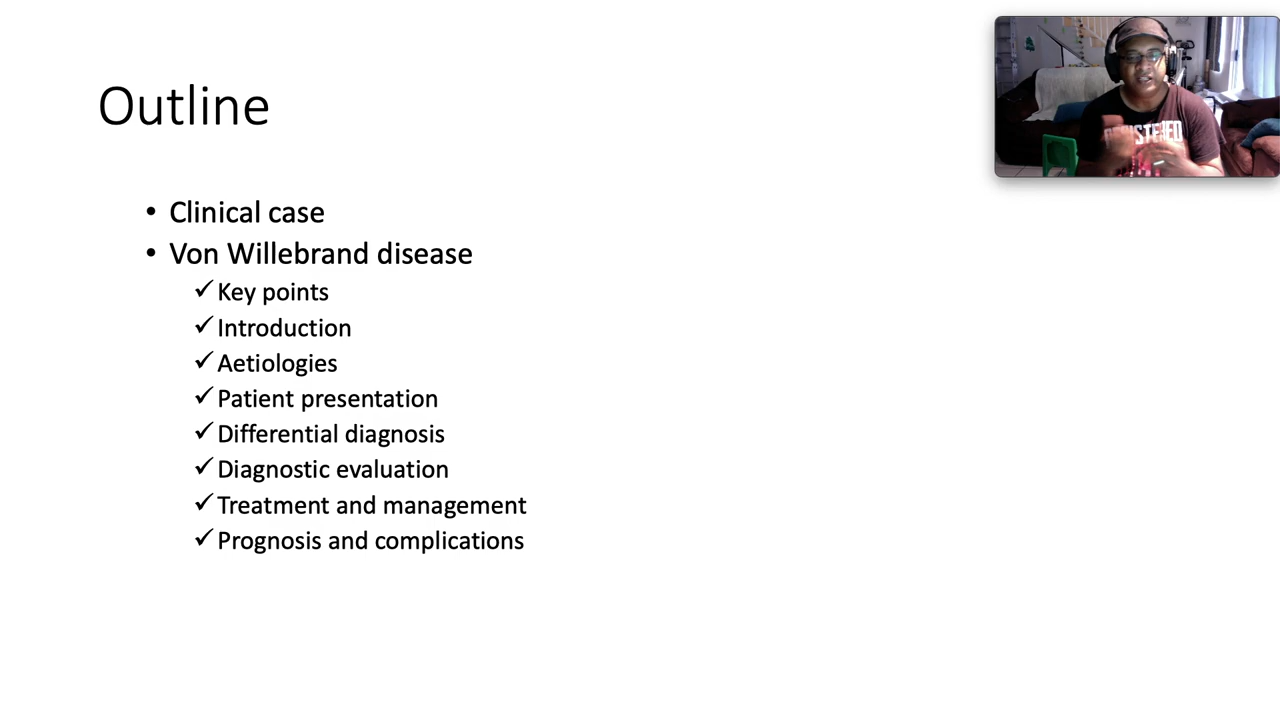 Outline
• Clinical case
• Von Willebrand disease
✓ Key points
✓ Introduction
✓ Aetiologies
✓ Patient presentation
✓ Differential diagnosis
✓ Diagnostic evaluation
✓ Treatment and management
✓ Prognosis and complications